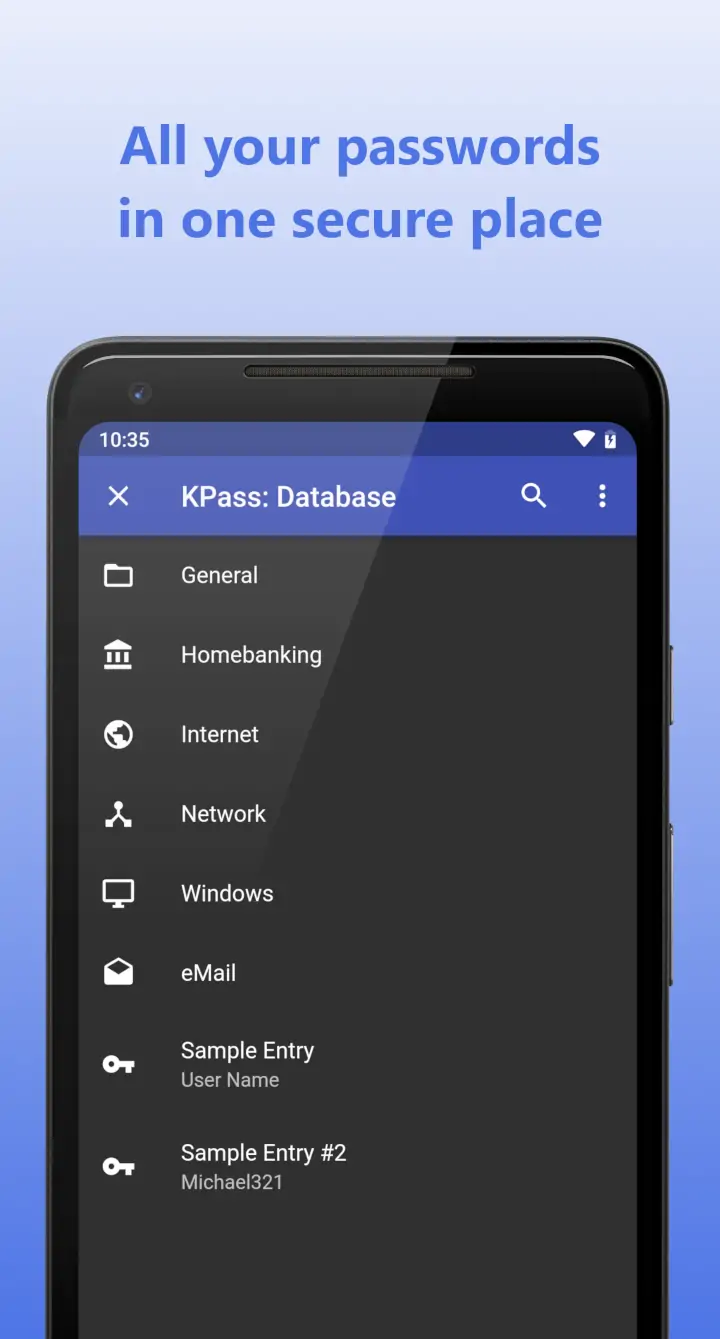 All your passwords
in one secure place
10:35
KPass: Database
General
Homebanking
Internet
Network
Windows
eMail
Sample Entry
User Name
Sample Entry #2
Michael321